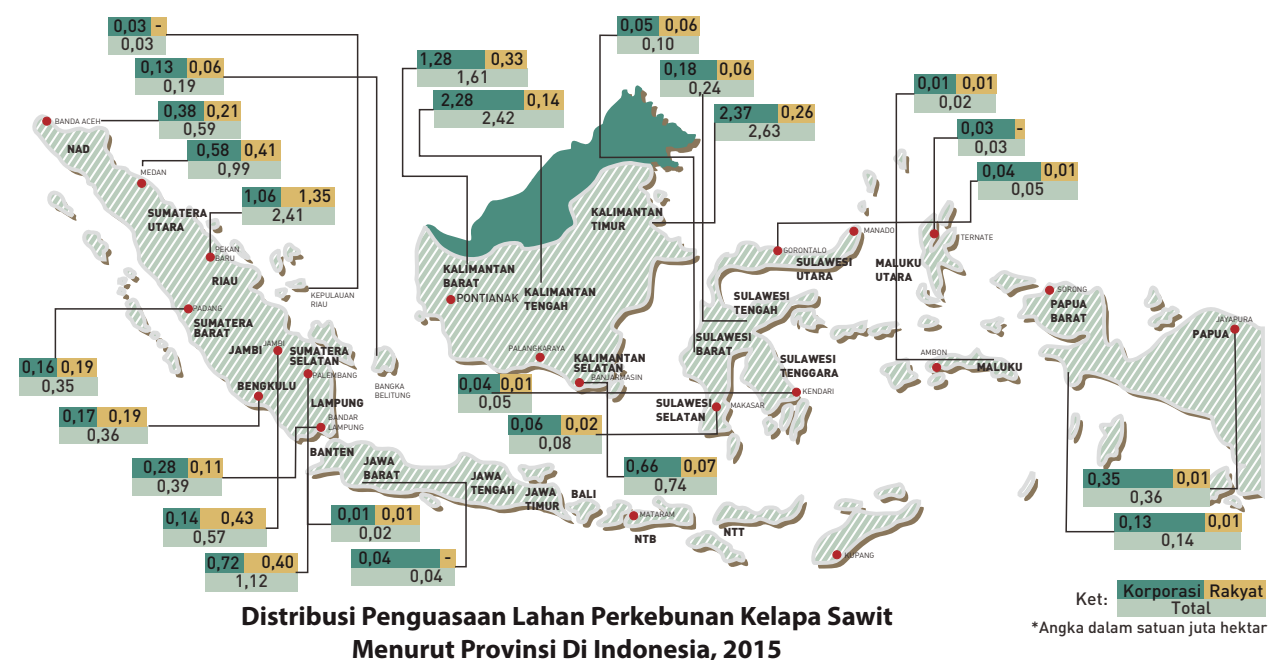 0,03 -
0,03
0,13 0,06
0,19
0,38 0,21
0,59
0,58 0,41
0,99
1,06 1,35
2,41
1,28 0,33
1,61
2,28 0,14
2,42
0,05 0,06
0,10
0,18 0,06
0,24
2,37 0,26
2,63
0,01 0,01
0,02
0,03 -
0,03
0,04 0,01
0,05
BANDA ACEH
NAD
MEDAN
SUMATERA
UTARA
PEKAN
BARU
RIAU
KEPULAUAN
RIAU
PADANG
SUMATERA
BARAT
JAMBI
JAMBI
SUMATERA
SELATAN
PALEMBANG
BENGKULU
LAMPUNG
BANDAR
LAMPUNG
BANGKA
BELITUNG
KALIMANTAN
TIMUR
KALIMANTAN
BARAT
PONTIANAK
KALIMANTAN
TENGAH
PALANGKARAYA
KALIMANTAN
SELATAN
BANJARMASIN
MANADO
GORONTALO
SULAWESI
UTARA
SULAWESI
TENGAH
SULAWESI
BARAT
SULAWESI
TENGGARA
KENDARI
SULAWESI
SELATAN
MAKASAR
TERNATE
MALUKU
UTARA
AMBON
MALUKU
SORONG
PAPUA
BARAT
JAYAPURA
PAPUA
BANTEN
JAWA
BARAT
JAWA
TENGAH
JAWA
TIMUR
BALI
MATARAM
NTB
NTT
KUPANG
0,16 0,19
0,35
0,17 0,19
0,36
0,28 0,11
0,39
0,14 0,43
0,57
0,72 0,40
1,12
0,01 0,01
0,02
0,04 -
0,04
0,04 0,01
0,05
0,06 0,02
0,08
0,66 0,07
0,74
0,35 0,01
0,36
0,13 0,01
0,14
Distribusi Penguasaan Lahan Perkebunan Kelapa Sawit
Menurut Provinsi Di Indonesia, 2015
Ket: Korporasi Rakyat
Total
*Angka dalam satuan juta hektar